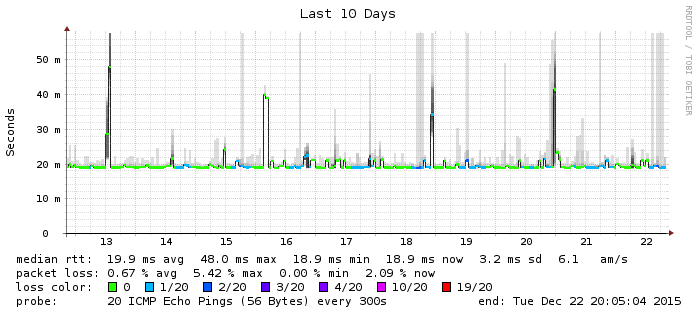 Last 10 Days
RRDTOOL / TOBI OETIKER
Seconds
50 m
40 m
30 m
20 m
10 m
0
13 14 15 16 17 18 19 20 21 22
median rtt: 19.9 ms avg 48.0 ms max 18.9 ms min 18.9 ms now 3.2 ms sd 6.1 am/s
packet loss: 0.67 % avg 5.42 % max 0.00 % min 2.09 % now
loss color: 0 1/20 2/20 3/20 4/20 10/20 19/20
probe: 20 ICMP Echo Pings (56 Bytes) every 300s end: Tue Dec 22 20:05:04 2015